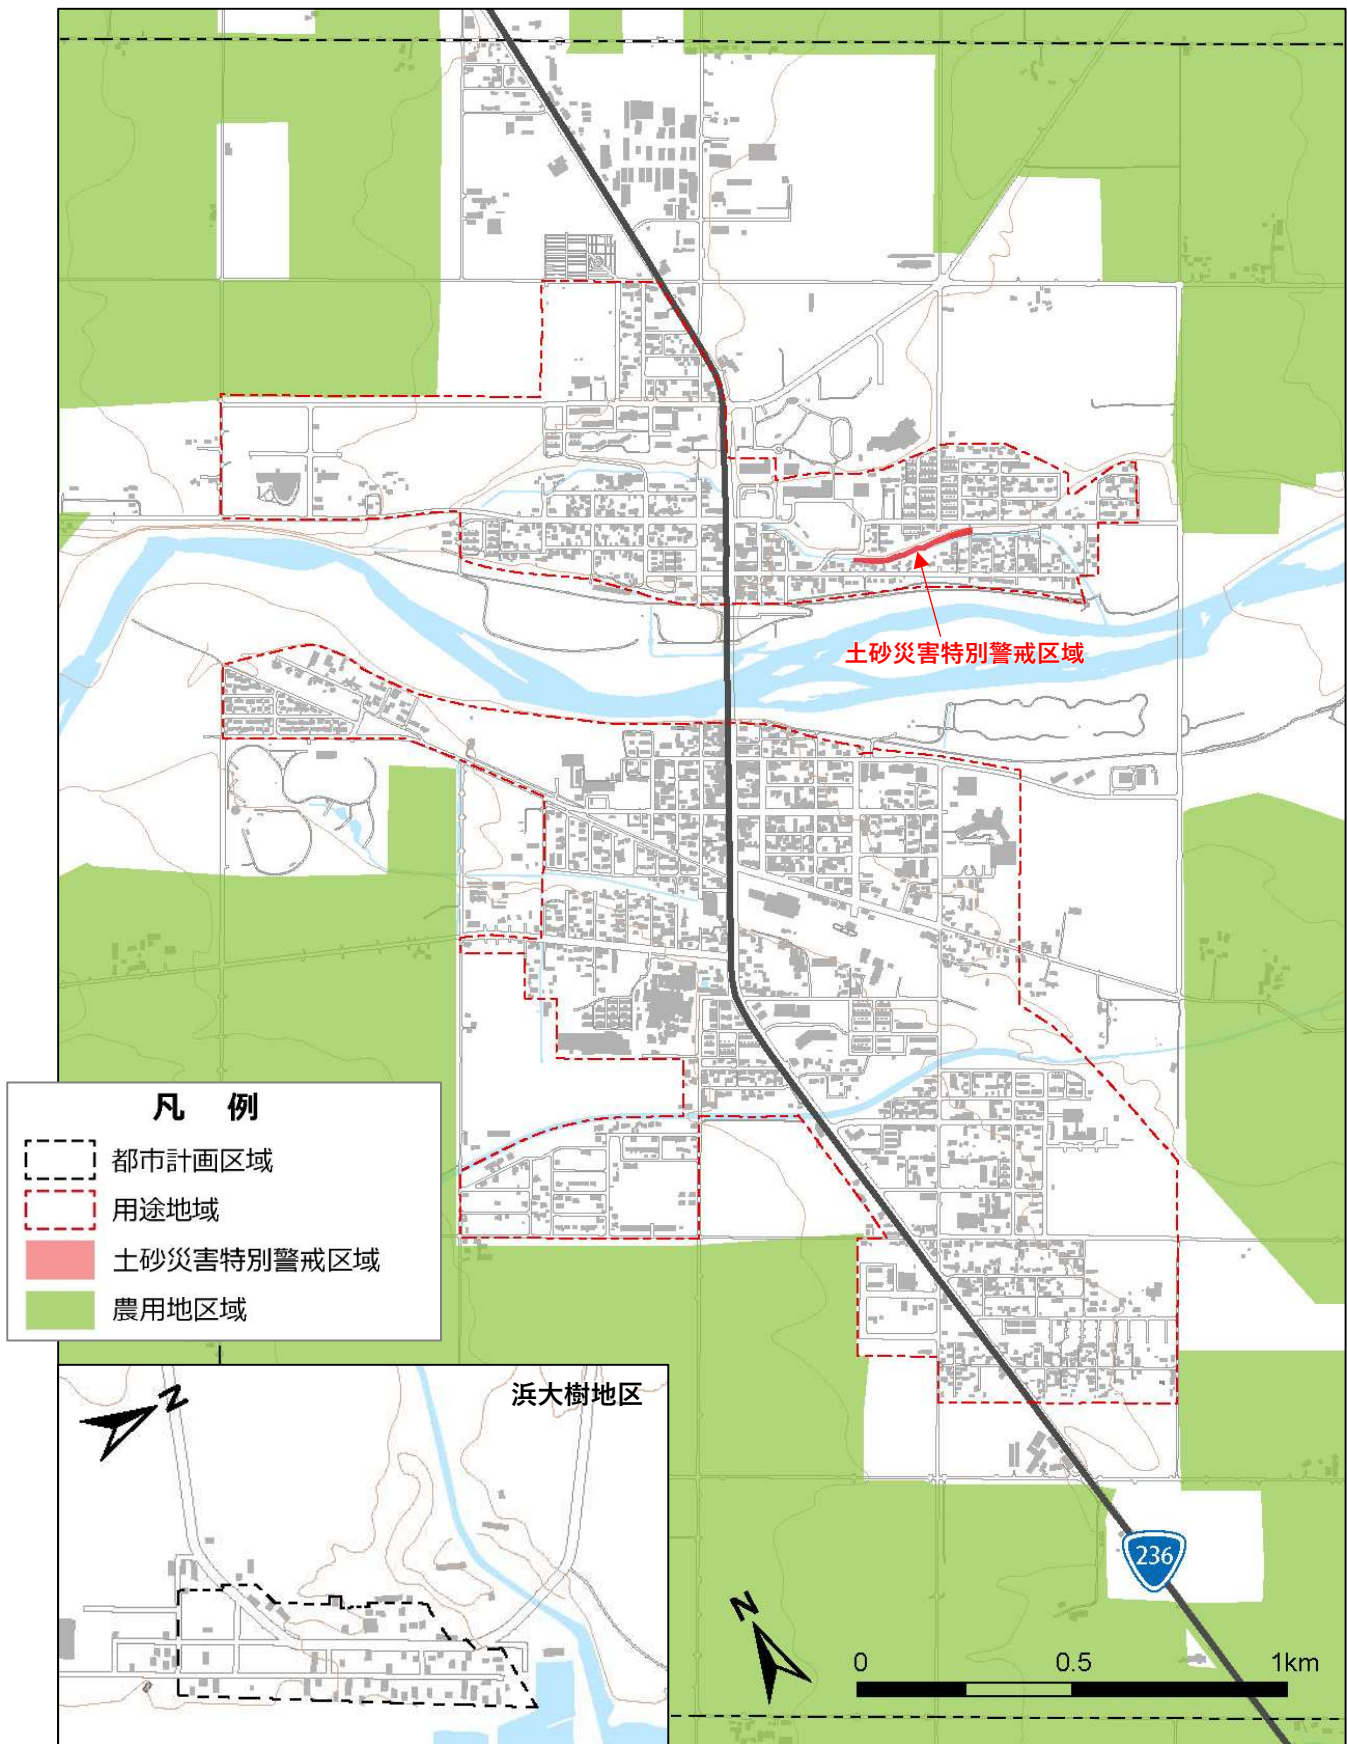 土砂災害特別警戒区域
凡 例
都市計画区域
用途地域
土砂災害特別警戒区域
農用地区域
浜大樹地区
N
236
N
0 0.5 1km